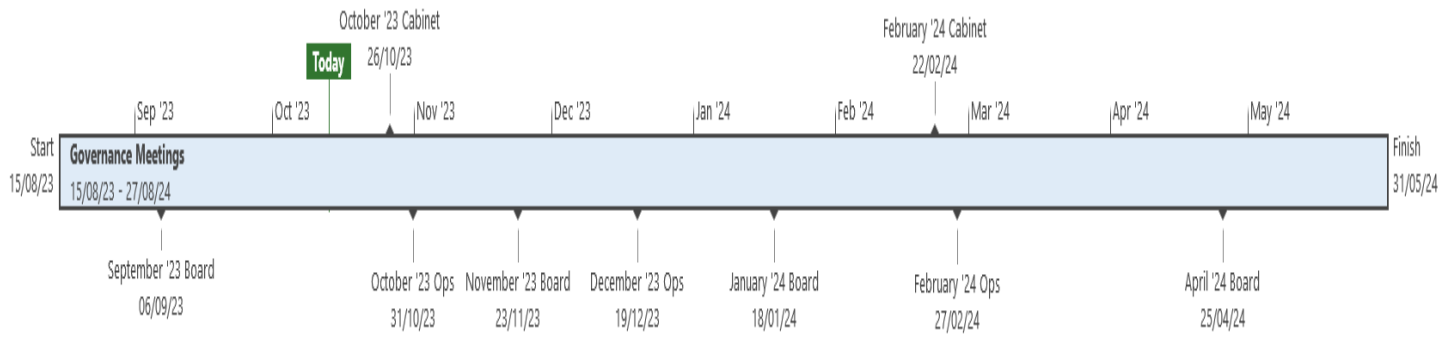 October '23 Cabinet
26/10/23
February '24 Cabinet
22/02/24
Today
Sep '23
Oct '23
Nov '23
Dec '23
Jan '24
Feb '24
Mar '24
Apr '24
May '24
Start
15/08/23
Governance Meetings
15/08/23 - 27/08/24
Finish
31/05/24
September '23 Board
06/09/23
October '23 Ops
31/10/23
November '23 Board
23/11/23
December '23 Ops
19/12/23
January '24 Board
18/01/24
February '24 Ops
27/02/24
April '24 Board
25/04/24